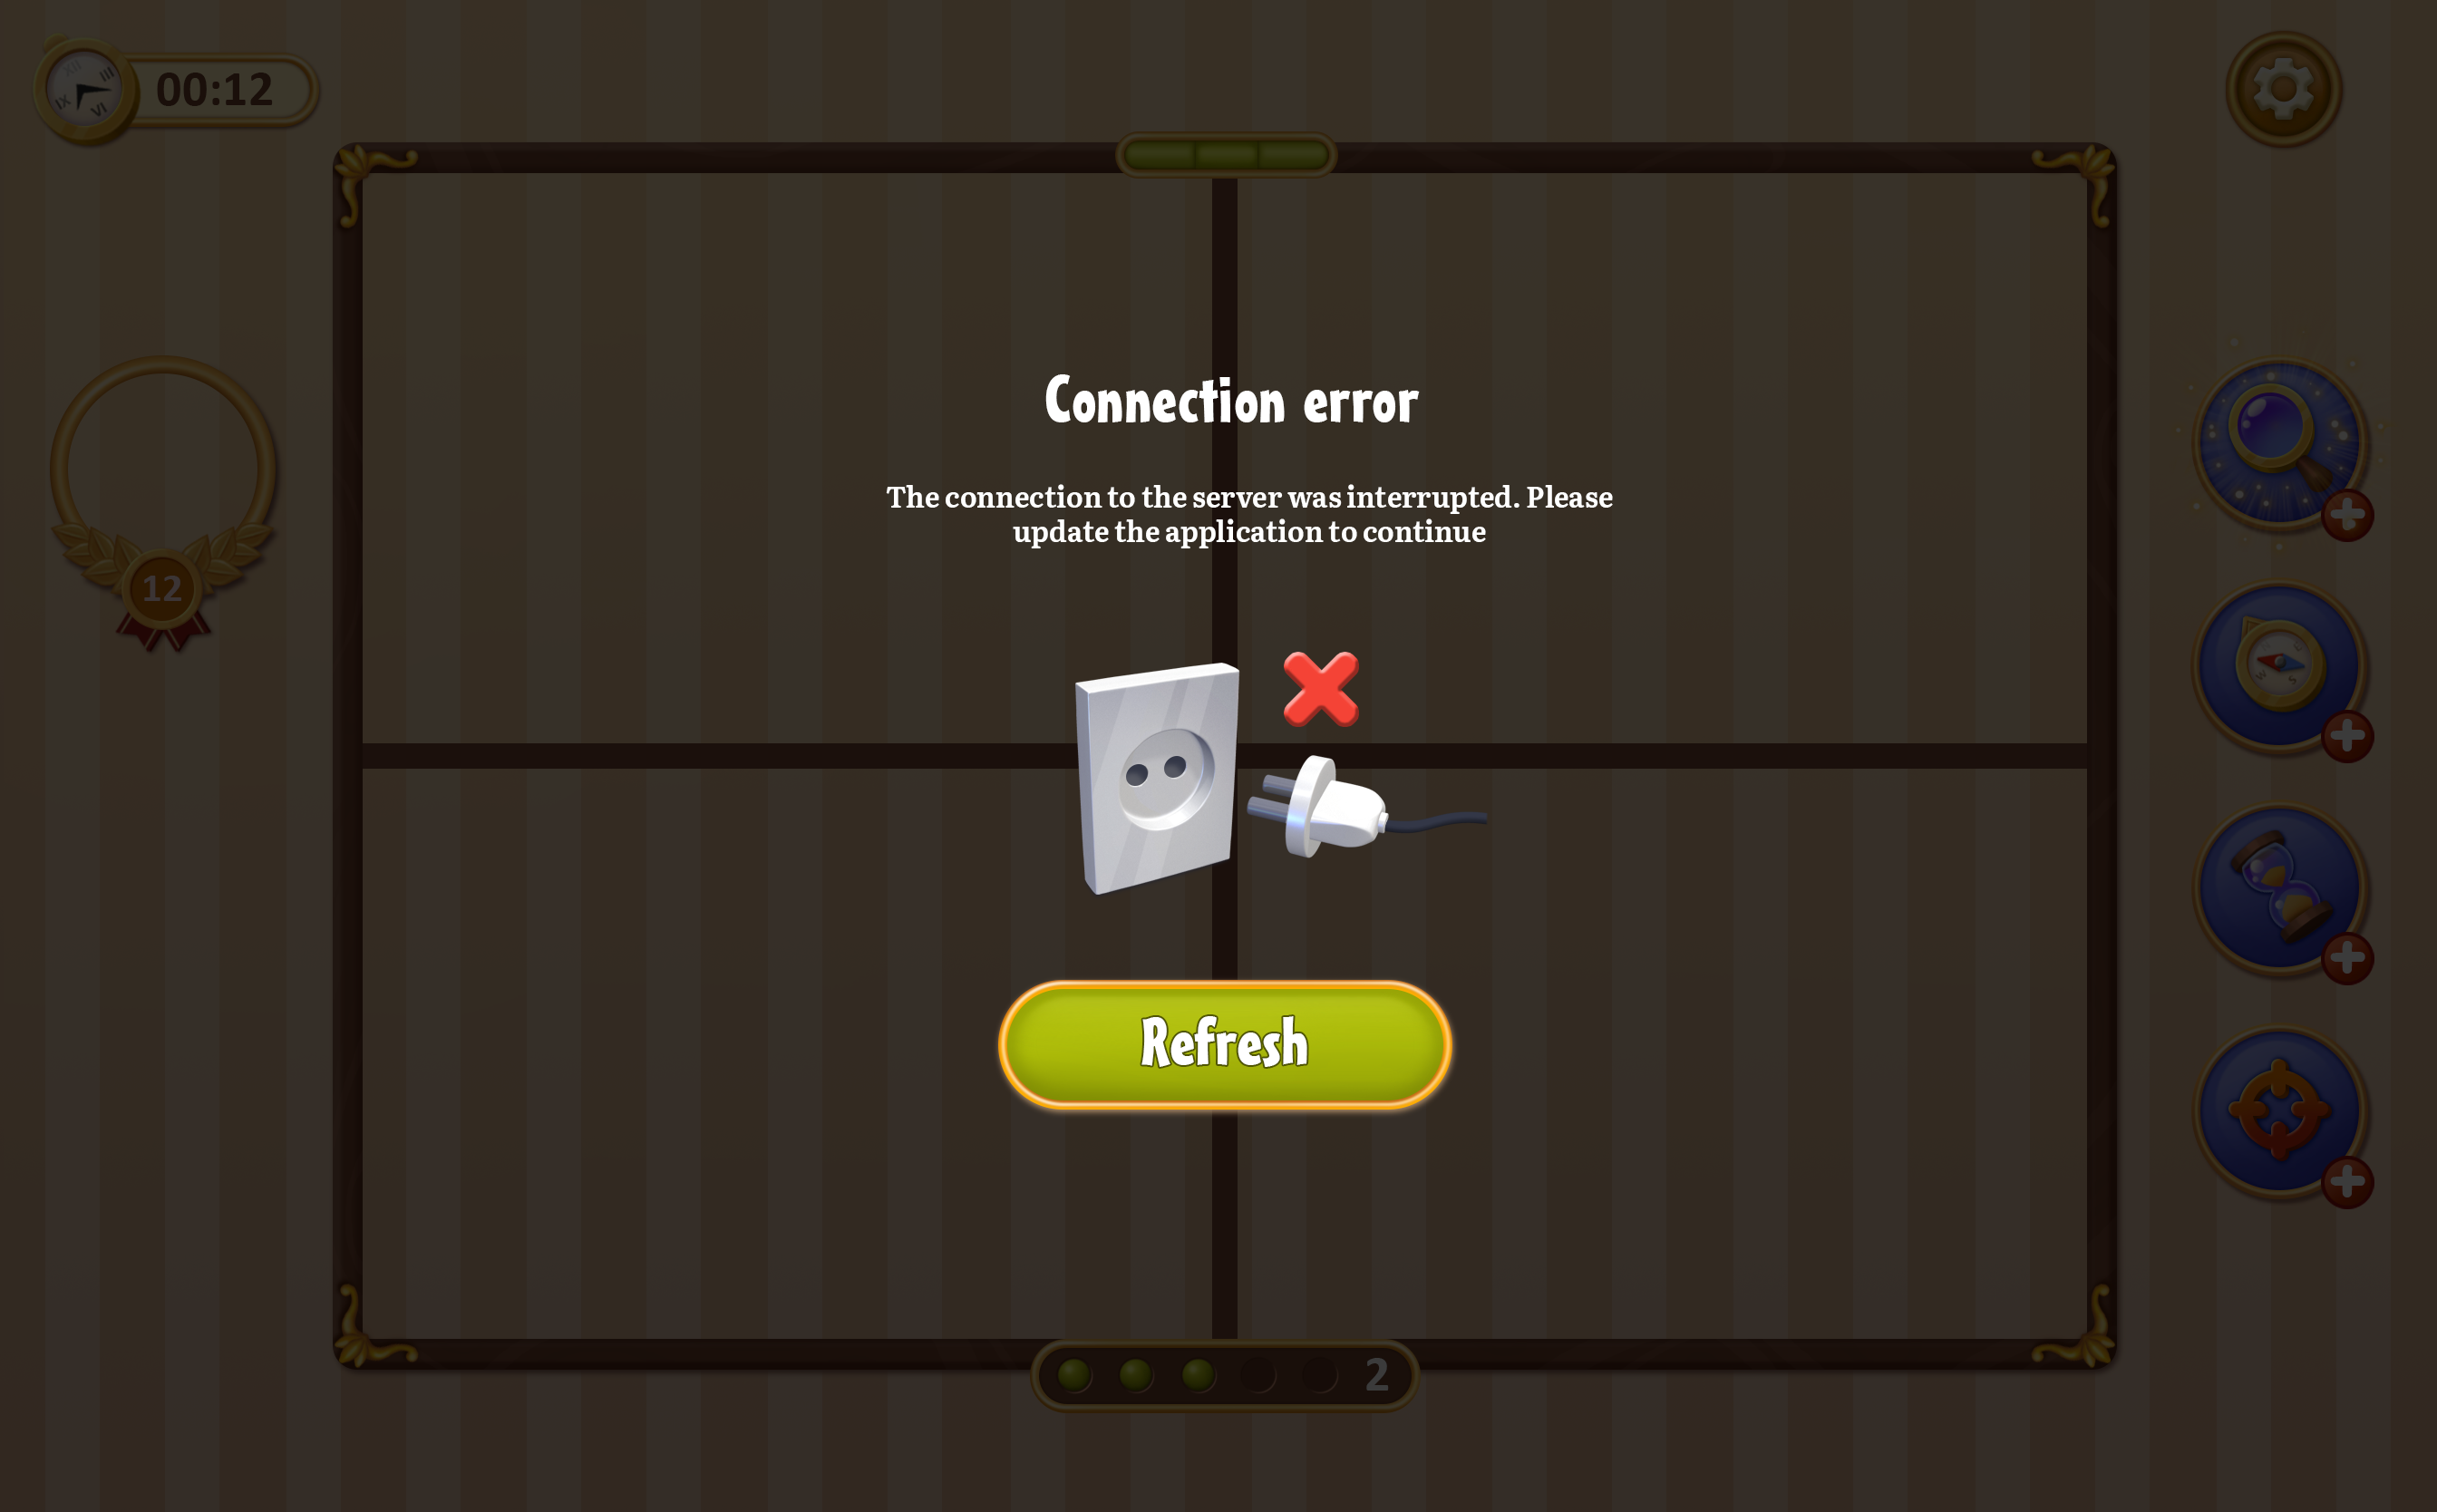 00:12
Connection error
The connection to the server was interrupted. Please
update the application to continue
12
Refresh
2